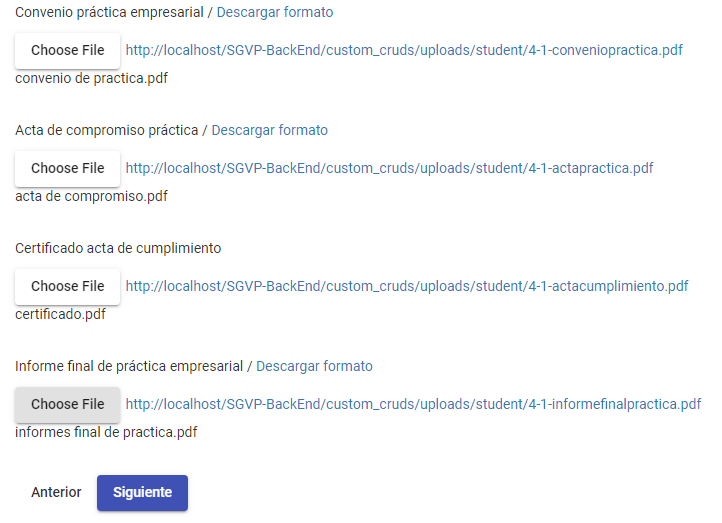 Convenio práctica empresarial / Descargar formato
Choose File http://localhost/SGVP-BackEnd/custom_cruds/uploads/student/4-1-conveniopractica.pdf
convenio de practica.pdf
Acta de compromiso práctica / Descargar formato
Choose File http://localhost/SGVP-BackEnd/custom_cruds/uploads/student/4-1-actapractica.pdf
acta de compromiso.pdf
Certificado acta de cumplimiento
Choose File http://localhost/SGVP-BackEnd/custom_cruds/uploads/student/4-1-actacumplimiento.pdf
certificado.pdf
Informe final de práctica empresarial / Descargar formato
Choose File http://localhost/SGVP-BackEnd/custom_cruds/uploads/student/4-1-informefinalpractica.pdf
informes final de practica.pdf
Anterior Siguiente